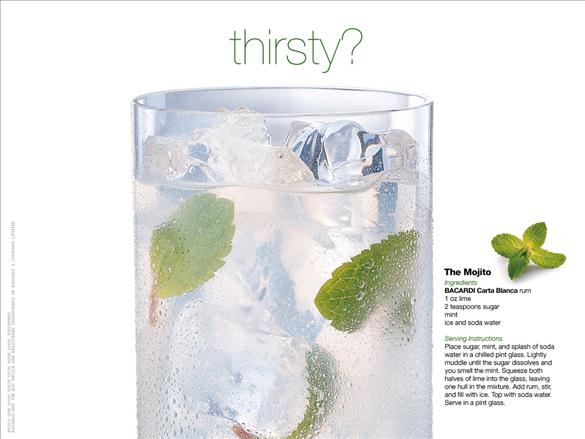 thirsty?
The Mojito
Ingredients
BACARDI Carta Blanca rum
1 oz lime
2 teaspoons sugar
mint
ice and soda water
Serving Instructions
Place sugar, mint, and splash of soda
water in a chilled pint glass. Lightly
muddle until the sugar dissolves and
you smell the mint. Squeeze both
halves of lime into the glass, leaving
one hull in the mixture. Add rum, stir,
and fill with ice. Top with soda water.
Serve in a pint glass.